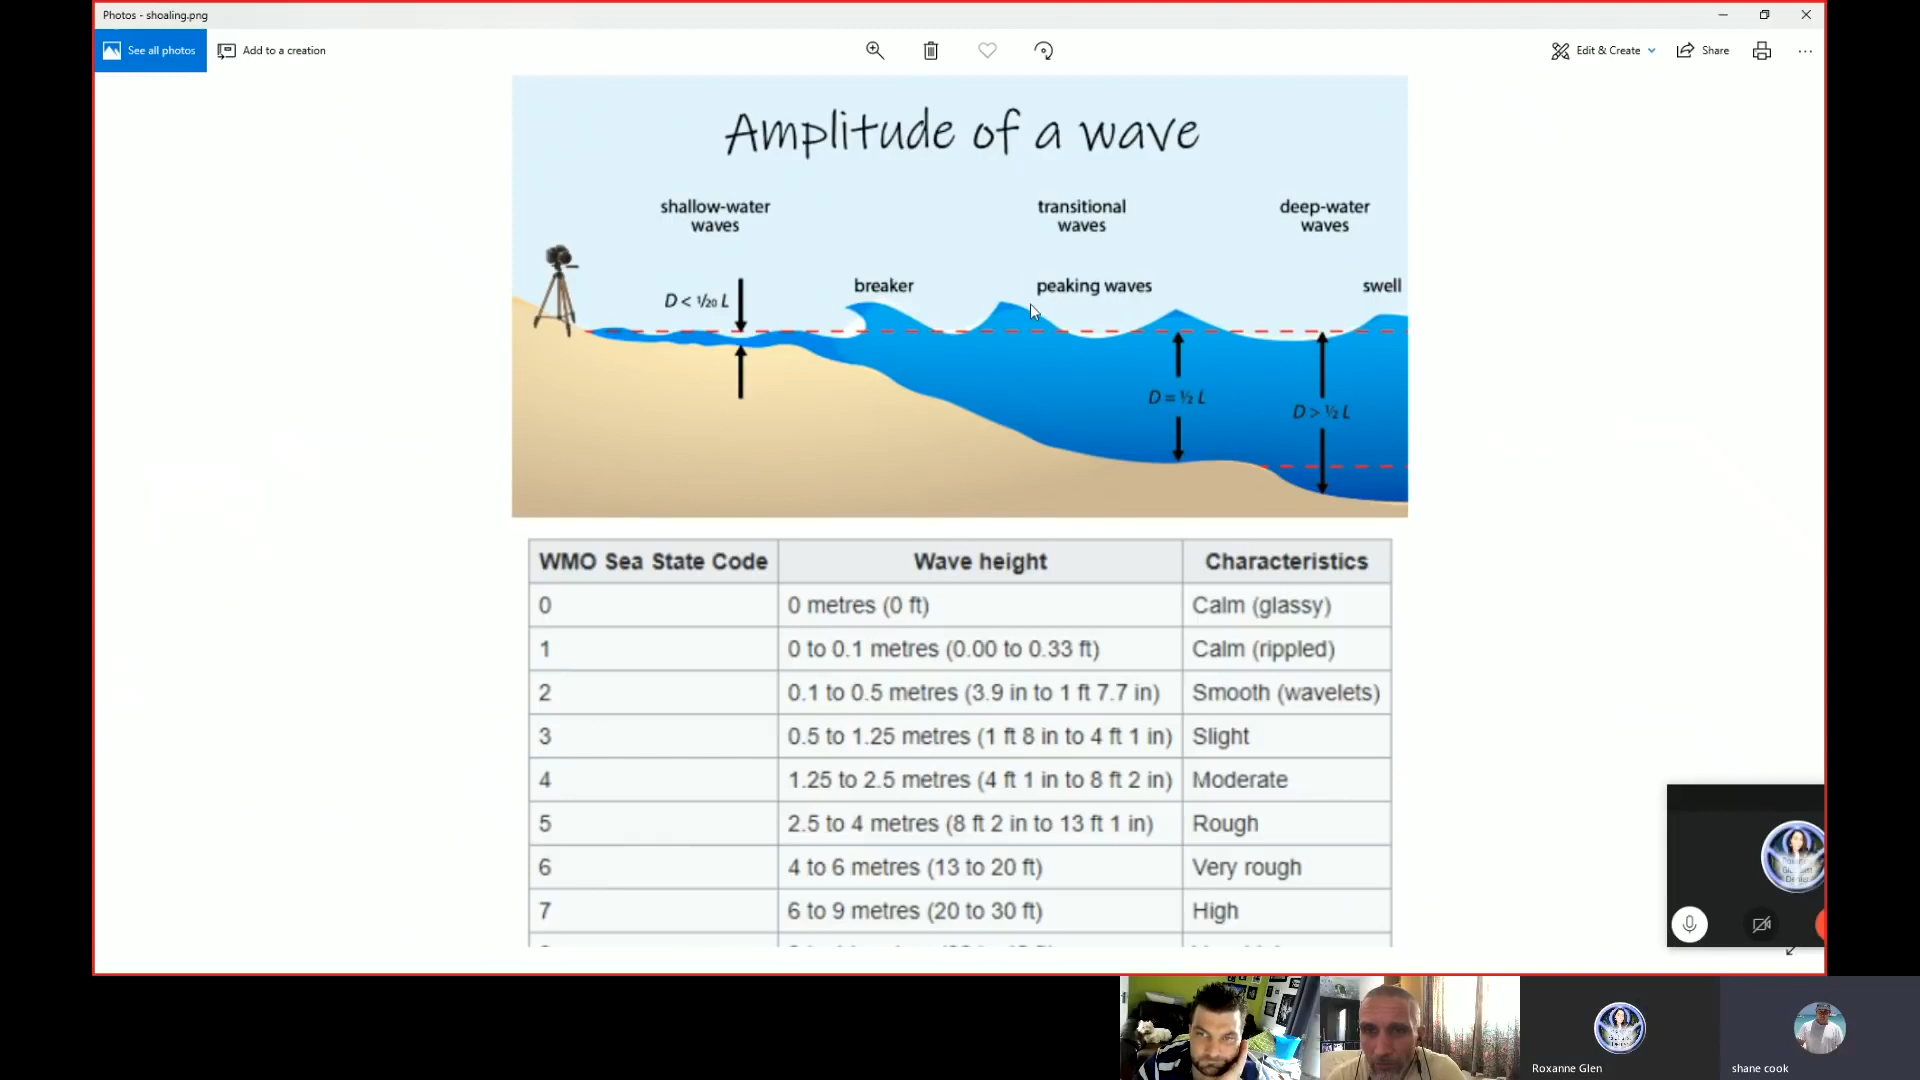 Photos - shoaling.png
See all photos
Add to a creation
Edit & Create
Share
Amplitude of a wave
shallow-water
waves
transitional
waves
deep-water
waves
breaker
peaking waves
swell
D < 1/20 L
D = ½ L
D > ½ L
WMO Sea State Code Wave height Characteristics
0 0 metres (0 ft) Calm (glassy)
1 0 to 0.1 metres (0.00 to 0.33 ft) Calm (rippled)
2 0.1 to 0.5 metres (3.9 in to 1 ft 7.7 in) Smooth (wavelets)
3 0.5 to 1.25 metres (1 ft 8 in to 4 ft 1 in) Slight
4 1.25 to 2.5 metres (4 ft 1 in to 8 ft 2 in) Moderate
5 2.5 to 4 metres (8 ft 2 in to 13 ft 1 in) Rough
6 4 to 6 metres (13 to 20 ft) Very rough
7 6 to 9 metres (20 to 30 ft) High
Roxanne Glen
shane cook